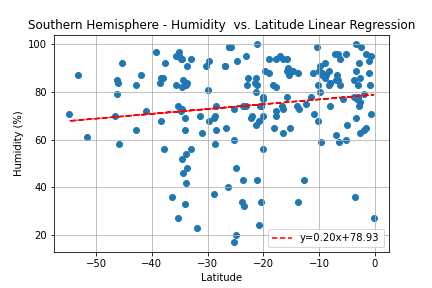 Southern Hemisphere - Humidity  vs. Latitude Linear Regression
100
80
60
40
20
Humidity (%)
y=0.20x+78.93
−50
−40
−30
−20
−10
0
Latitude